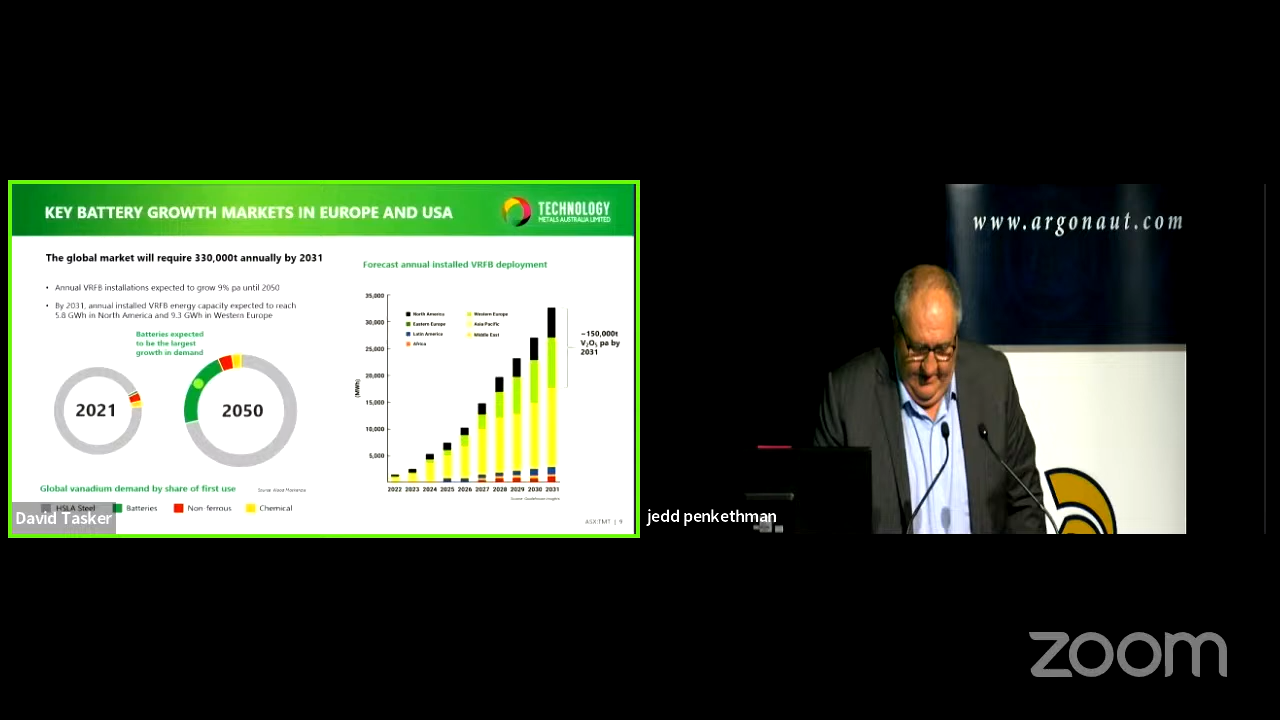 KEY BATTERY GROWTH MARKETS IN EUROPE AND USA
TECHNOLOGY
METALS AUSTRALIA LIMITED
The global market will require 330,000t annually by 2031
• Annual VRFB installations expected to grow 9% pa until 2050
• By 2031, annual installed VRFB energy capacity expected to reach
5.8 GWh in North America and 9.3 GWh in Western Europe
Batteries expected
to be the largest
growth in demand
2021
2050
Global vanadium demand by share of first use
Source: Wood Mackenzie
HSLA Steel
Batteries
Non-ferrous
Chemical
Forecast annual installed VRFB deployment
35,000
30,000
25,000
20,000
15,000
10,000
5,000
(MWh)
North America
Western Europe
Eastern Europe
Asia Pacific
Latin America
Middle East
Africa
~150,000t
V₂O₅ pa by
2031
2022 2023 2024 2025 2026 2027 2028 2029 2030 2031
Source: Guidehouse Insights
ASX:TMT | 9
David Tasker
www.argonaut.com
jedd penkethman
zoom